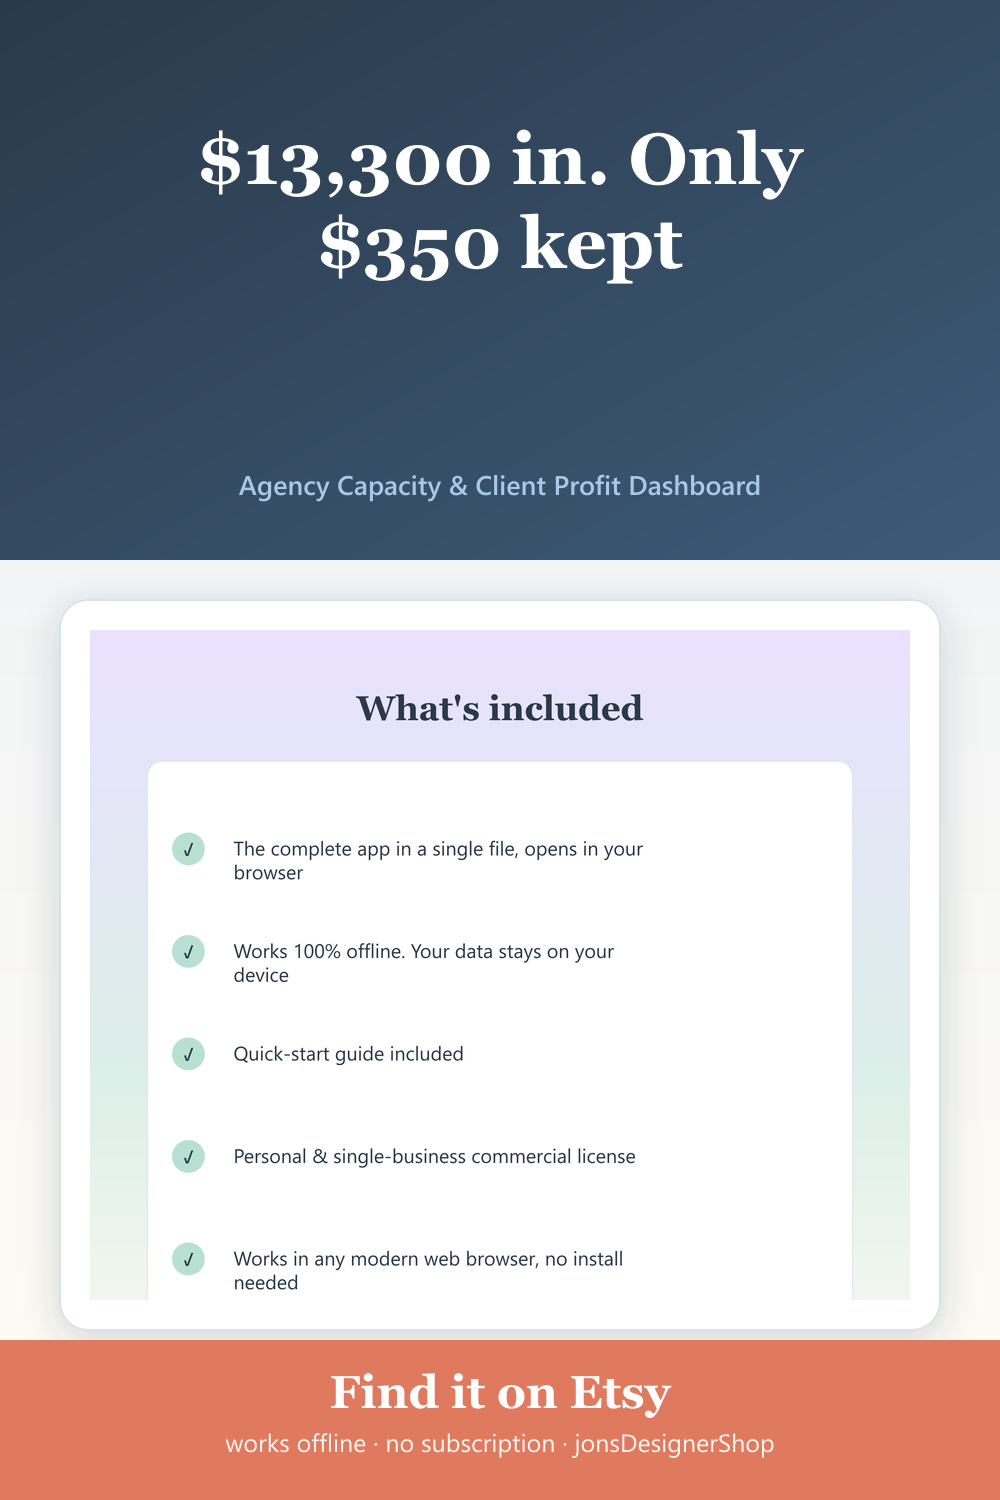 $13,300 in. Only
$350 kept
Agency Capacity & Client Profit Dashboard
What's included
✓ The complete app in a single file, opens in your
browser
✓ Works 100% offline. Your data stays on your
device
✓ Quick-start guide included
✓ Personal & single-business commercial license
✓ Works in any modern web browser, no install
needed
Find it on Etsy
works offline · no subscription · jonsDesignerShop